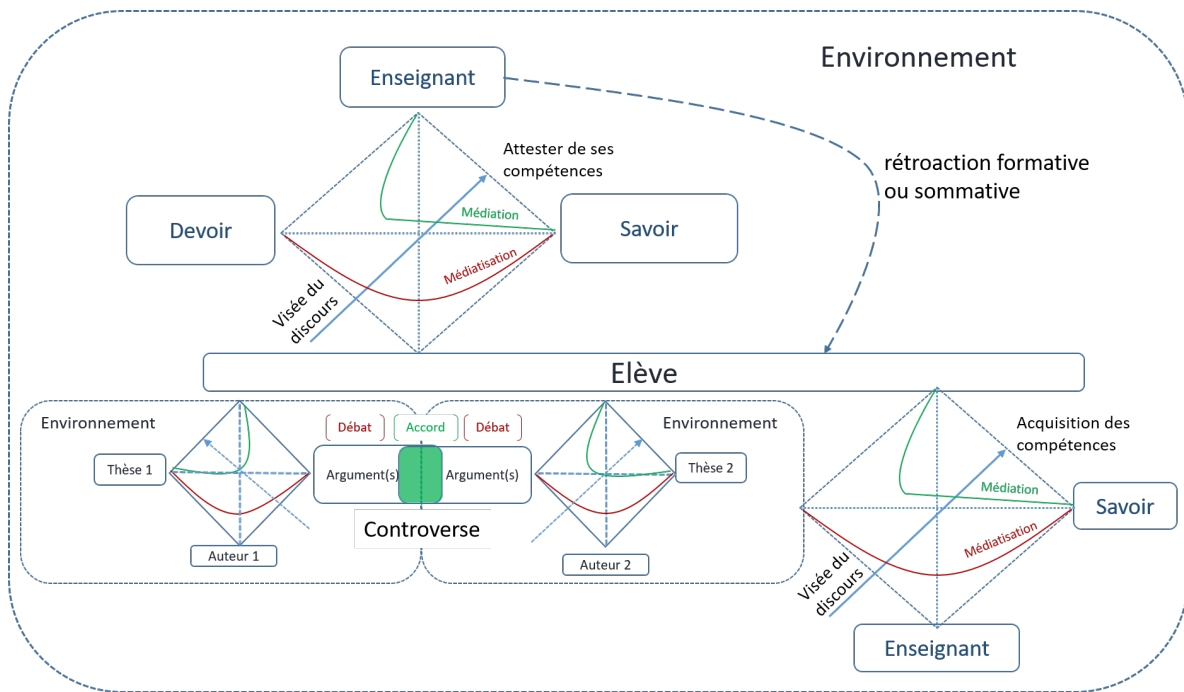 Environnement
Enseignant
Attester de ses
compétences
rétroaction formative
ou sommative
Médiation
Devoir
Savoir
Médiatisation
Visée du
discours
Elève
Environnement
Débat
Accord
Débat
Environnement
Acquisition des
compétences
Thèse 1
Argument(s)
Argument(s)
Thèse 2
Médiation
Savoir
Controverse
Médiatisation
Auteur 1
Auteur 2
Visée du
discours
Enseignant